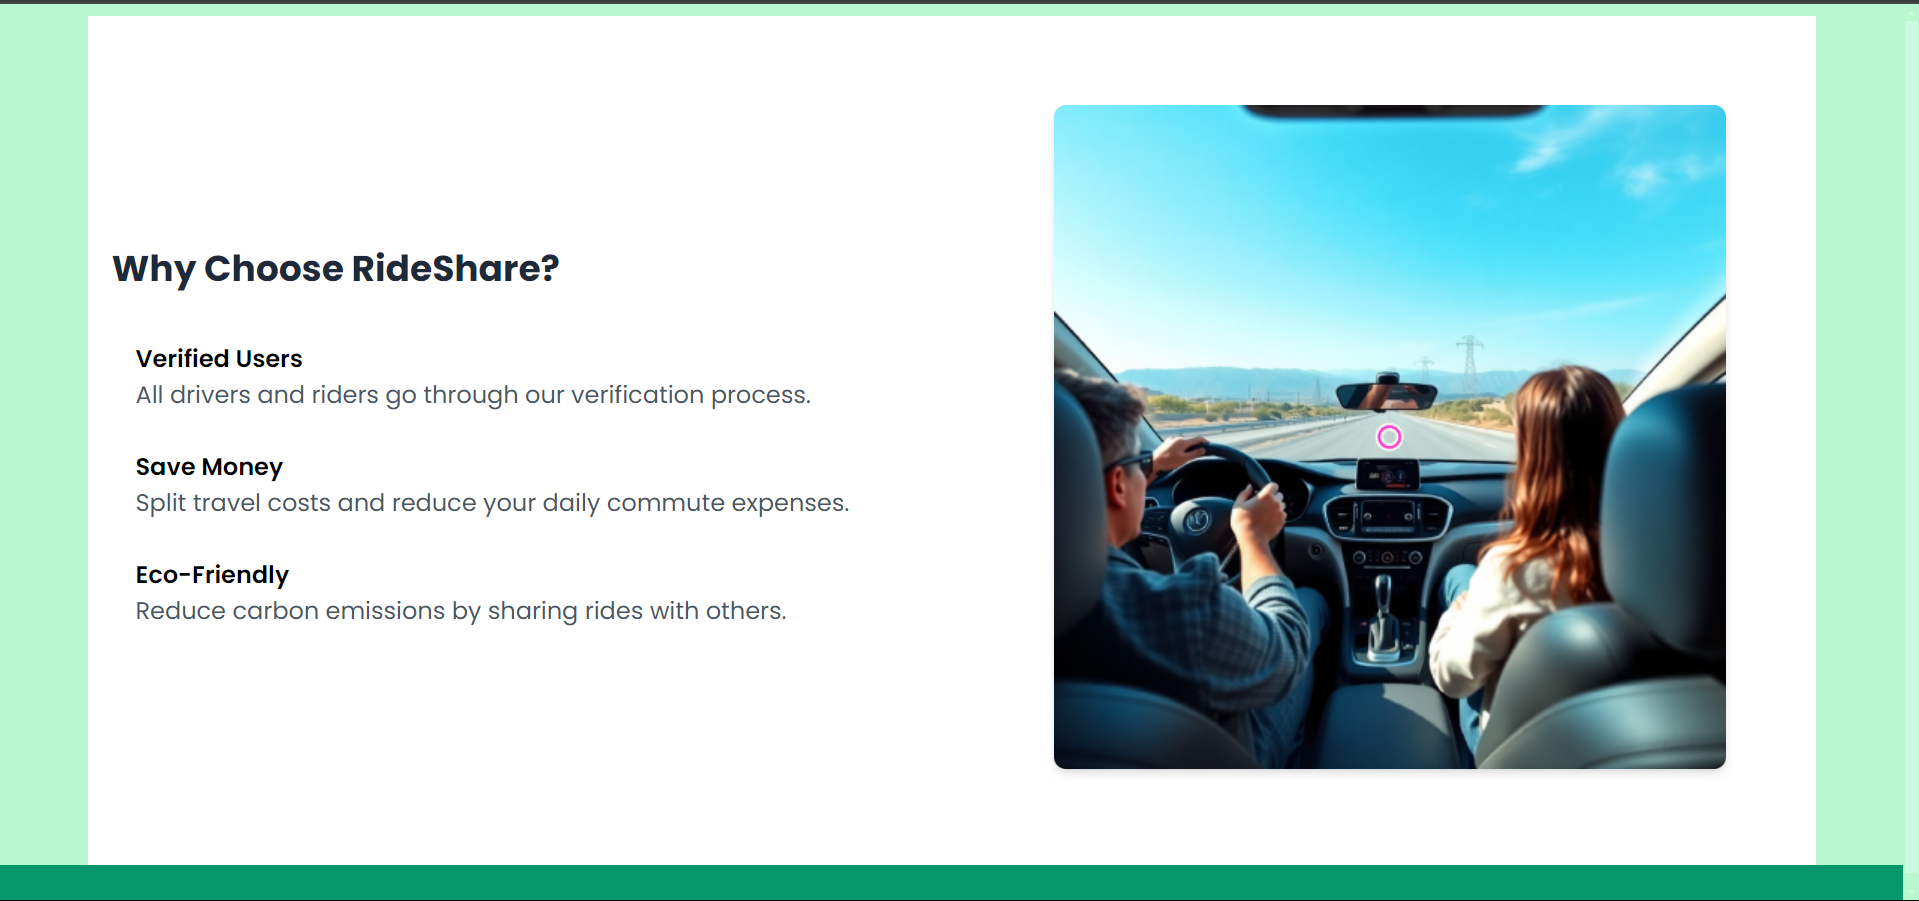 Why Choose RideShare?
Verified Users
All drivers and riders go through our verification process.
Save Money
Split travel costs and reduce your daily commute expenses.
Eco-Friendly
Reduce carbon emissions by sharing rides with others.